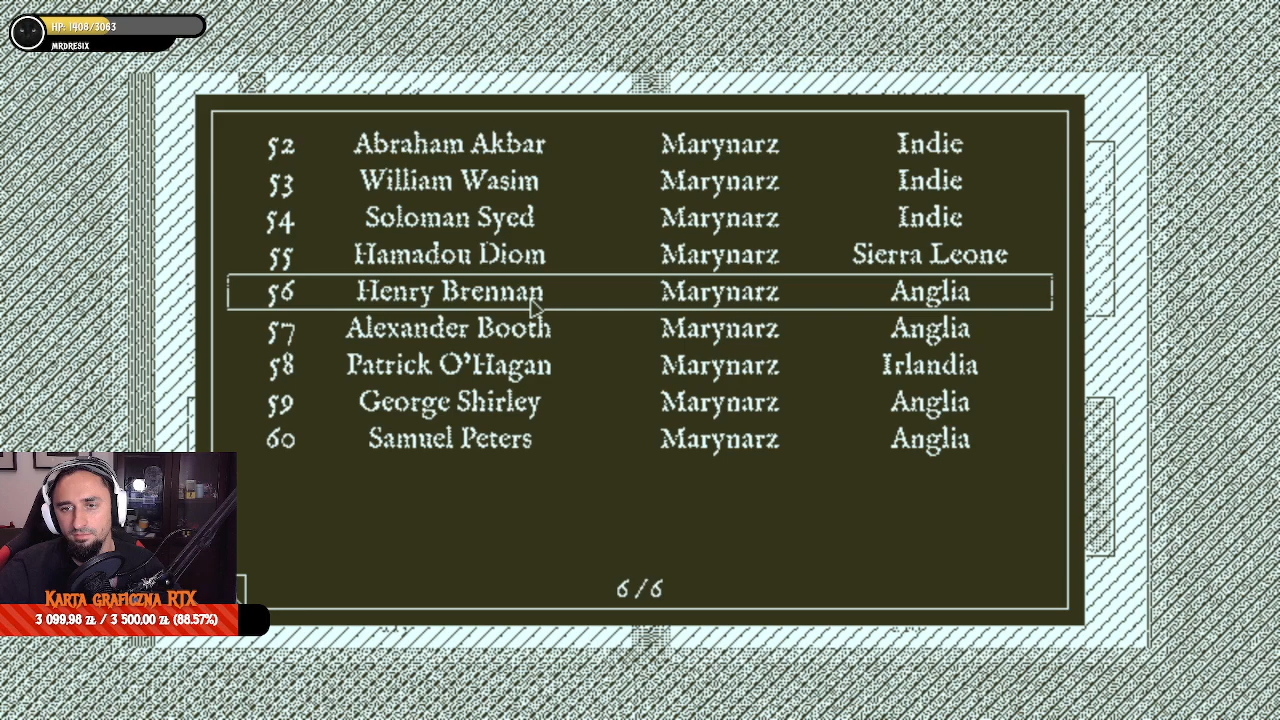 HP: 1408/3063
MRDRESIX
52 Abraham Akbar Marynarz Indie
53 William Wasim Marynarz Indie
54 Soloman Syed Marynarz Indie
55 Hamadou Diom Marynarz Sierra Leone
56 Henry Brennan Marynarz Anglia
57 Alexander Booth Marynarz Anglia
58 Patrick O'Hagan Marynarz Irlandia
59 George Shirley Marynarz Anglia
60 Samuel Peters Marynarz Anglia
6/6
Karta graficzna RTX
3 099,98 zł / 3 500,00 zł (88.57%)